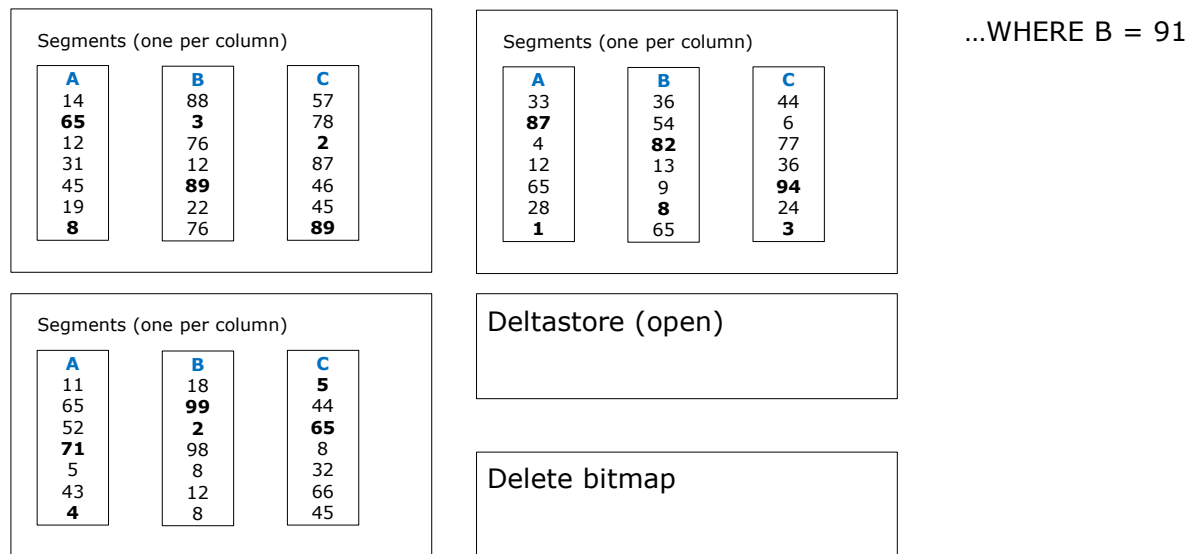 Segments (one per column)
A B C
14 88 57
65 3 78
12 76 2
31 12 87
45 89 46
19 22 45
8 76 89
Segments (one per column)
A B C
33 36 44
87 54 6
4 82 77
12 13 36
65 9 94
28 8 24
1 65 3
...WHERE B = 91
Segments (one per column)
A B C
11 18 5
65 99 44
52 2 65
71 98 8
5 8 32
43 12 66
4 8 45
Deltastore (open)
Delete bitmap